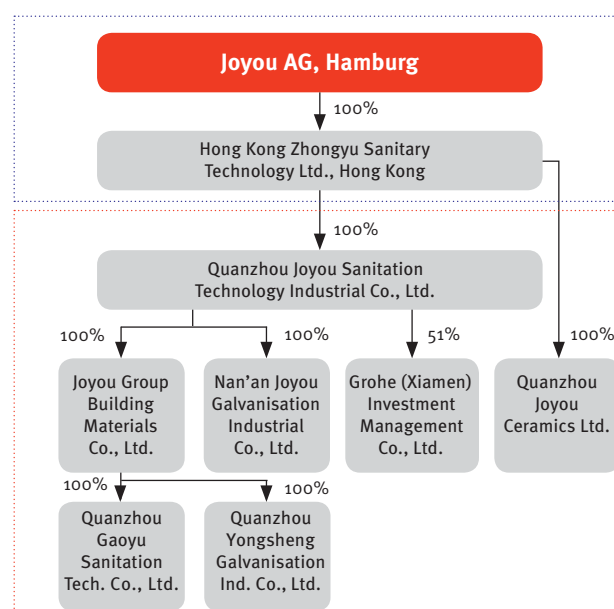 Joyou AG, Hamburg
100%
Hong Kong Zhongyu Sanitary
Technology Ltd., Hong Kong
100%
Quanzhou Joyou Sanitation
Technology Industrial Co., Ltd.
100%
100%
51%
100%
Joyou Group
Building
Materials
Co., Ltd.
Nan’an Joyou
Galvanisation
Industrial
Co., Ltd.
Grohe (Xiamen)
Investment
Management
Co., Ltd.
Quanzhou
Joyou
Ceramics Ltd.
100%
100%
Quanzhou
Gaoyu
Sanitation
Tech. Co., Ltd.
Quanzhou
Yongsheng
Galvanisation
Ind. Co., Ltd.